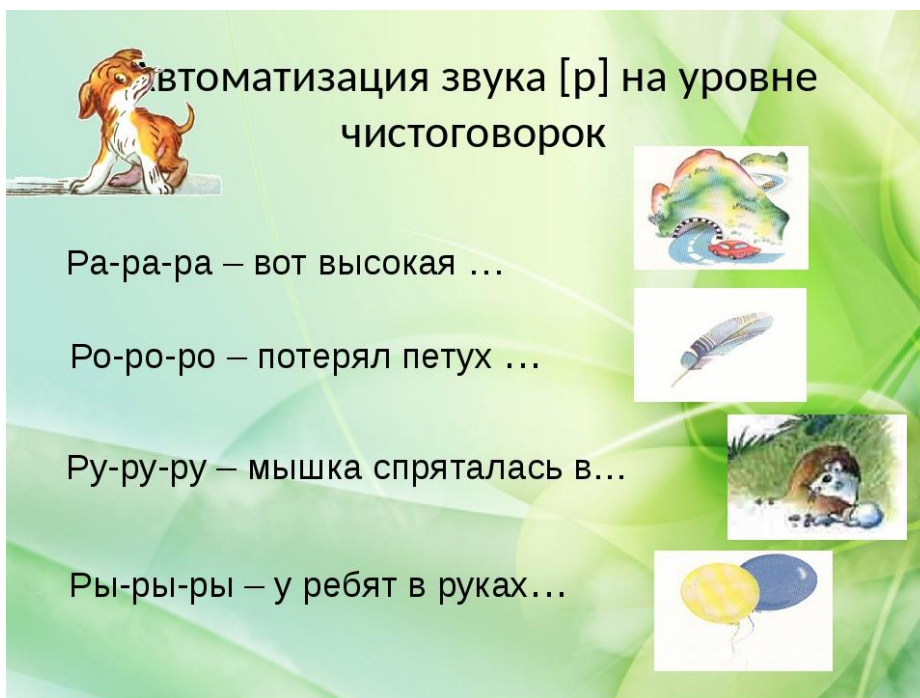 Автоматизация звука [р] на уровне
чистоговорок
Ра-ра-ра – вот высокая …
Ро-ро-ро – потерял петух …
Ру-ру-ру – мышка спряталась в…
Ры-ры-ры – у ребят в руках…